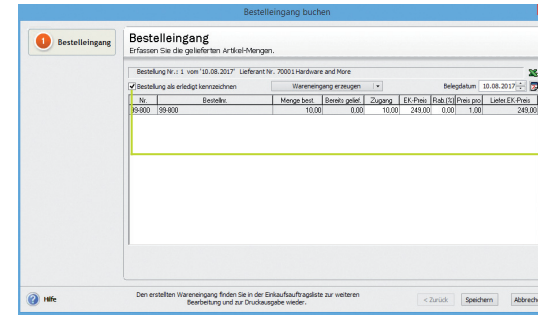 Bestelleingang buchen
1 Bestelleingang
Bestelleingang
Erfassen Sie die gelieferten Artikel-Mengen.
Bestellung Nr.: 1 vom '10.08.2017' Lieferant Nr. 70001 Hardware and More
Bestellung als erledigt kennzeichnen Wareneingang erzeugen Belegdatum 10.08.2017
Nr. Bestellnr. Menge best. Bereits gelief. Zugang EK-Preis Rab.[%] Preis pro Liefer.EK-Preis
99-800 99-800 10,00 0,00 10,00 249,00 0,00 1,00 249,00
Hilfe
Den erstellten Wareneingang finden Sie in der Einkaufsauftragsliste zur weiteren
Bearbeitung und zur Druckausgabe wieder.
< Zurück Speichern Abbreche